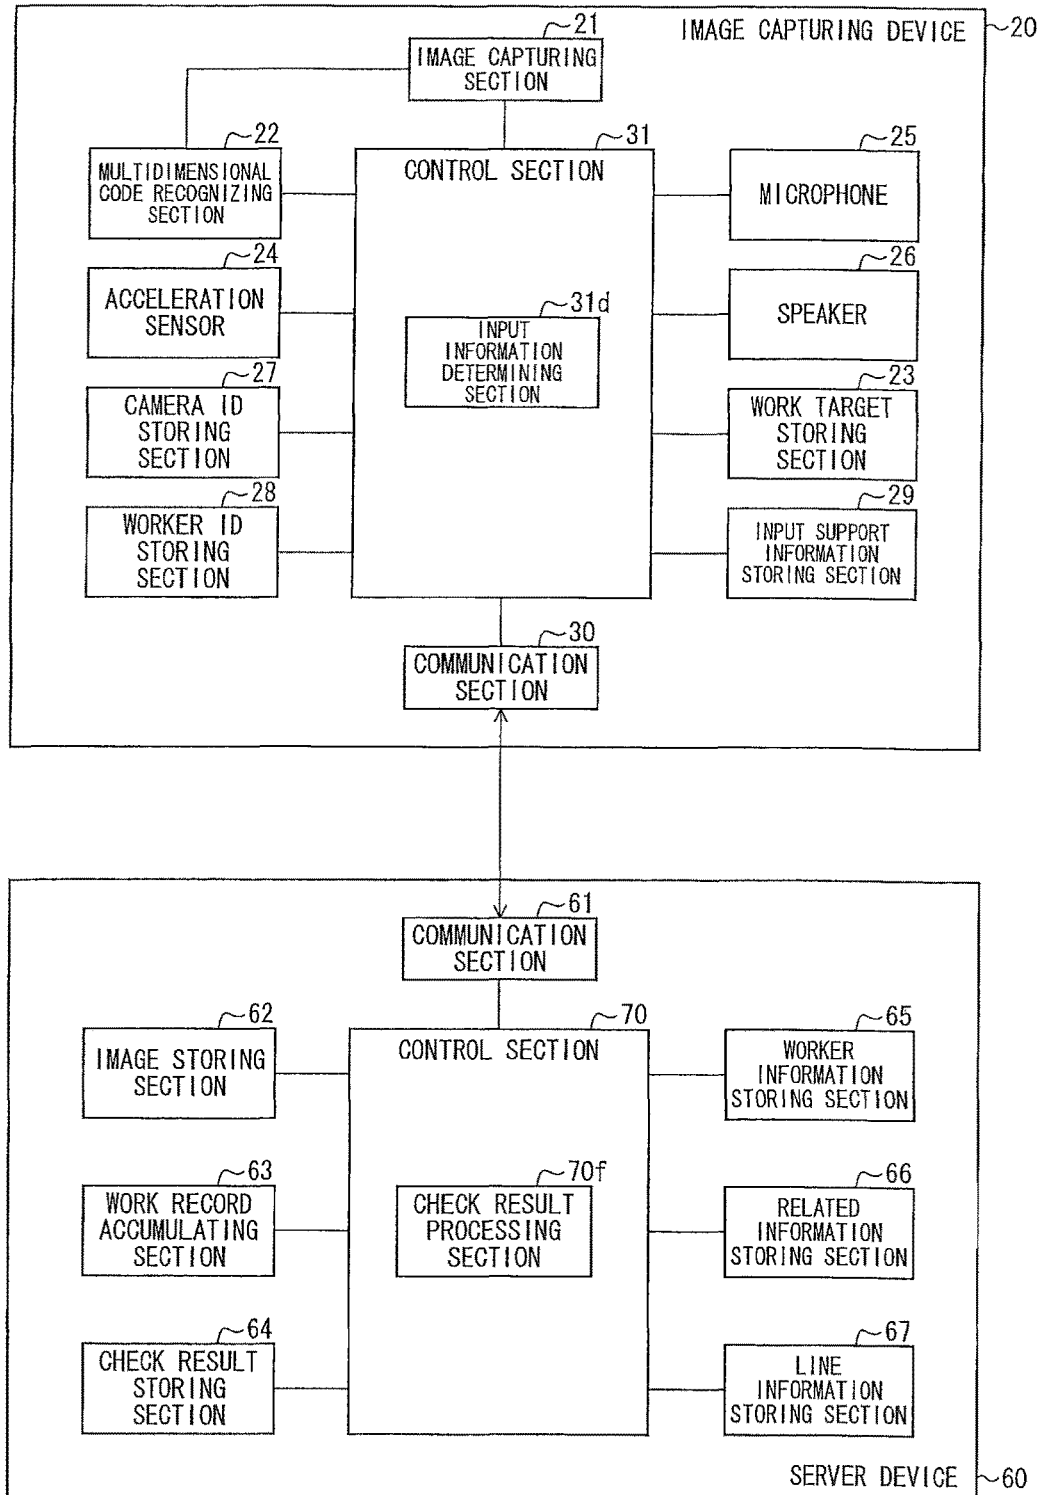 IMAGE CAPTURING DEVICE
20
21
IMAGE CAPTURING
SECTION
22
MULTIDIMENSIONAL
CODE RECOGNIZING
SECTION
31
CONTROL SECTION
25
MICROPHONE
24
ACCELERATION
SENSOR
31d
INPUT
INFORMATION
DETERMINING
SECTION
26
SPEAKER
27
CAMERA ID
STORING
SECTION
23
WORK TARGET
STORING
SECTION
28
WORKER ID
STORING
SECTION
29
INPUT SUPPORT
INFORMATION
STORING SECTION
30
COMMUNICATION
SECTION
61
COMMUNICATION
SECTION
62
IMAGE STORING
SECTION
70
CONTROL SECTION
65
WORKER
INFORMATION
STORING SECTION
63
WORK RECORD
ACCUMULATING
SECTION
70f
CHECK RESULT
PROCESSING
SECTION
66
RELATED
INFORMATION
STORING SECTION
64
CHECK RESULT
STORING
SECTION
67
LINE
INFORMATION
STORING SECTION
SERVER DEVICE
60